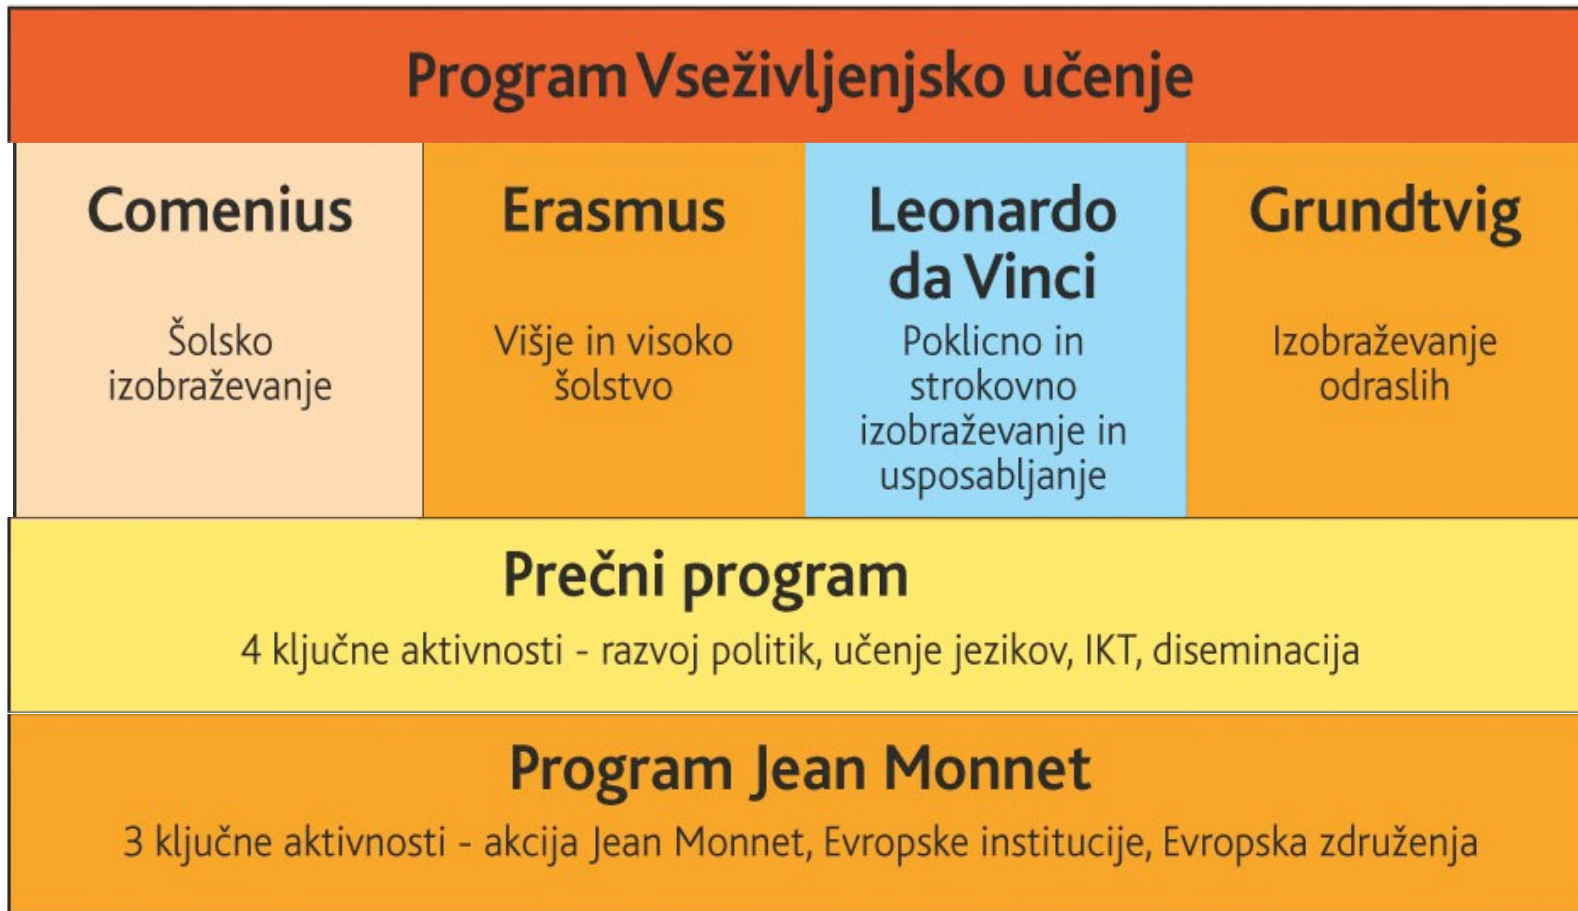 Program Vseživljenjsko učenje
Comenius
Šolsko
izobraževanje
Erasmus
Višje in visoko
šolstvo
Leonardo
da Vinci
Poklicno in
strokovno
izobraževanje in
usposabljanje
Grundtvig
Izobraževanje
odraslih
Prečni program
4 ključne aktivnosti - razvoj politik, učenje jezikov, IKT, diseminacija
Program Jean Monnet
3 ključne aktivnosti - akcija Jean Monnet, Evropske institucije, Evropska združenja